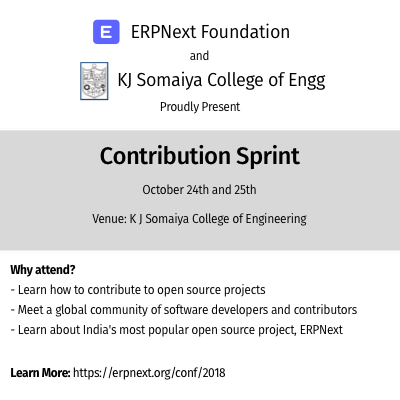 E ERPNext Foundation
and
KJ Somaiya College of Engg
Proudly Present
Contribution Sprint
October 24th and 25th
Venue: K J Somaiya College of Engineering
Why attend?
- Learn how to contribute to open source projects
- Meet a global community of software developers and contributors
- Learn about India's most popular open source project, ERPNext
Learn More: https://erpnext.org/conf/2018